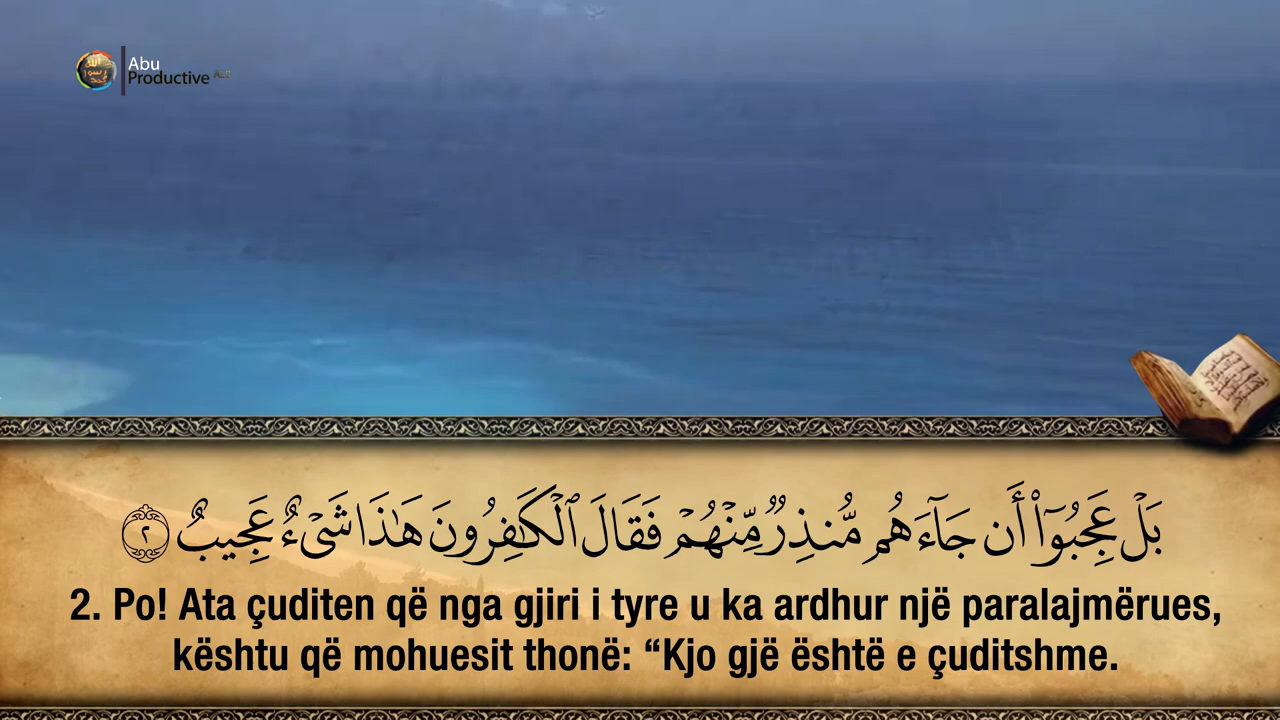 Abu
Productive
بَلْ عَجِبُوٓا۟ أَن جَآءَهُم مُّنذِرٌ مِّنْهُمْ فَقَالَ ٱلْكَٰفِرُونَ هَٰذَا شَىْءٌ عَجِيبٌ ٢
2. Po! Ata çuditen që nga gjiri i tyre u ka ardhur një paralajmërues,
kështu që mohuesit thonë: “Kjo gjë është e çuditshme.